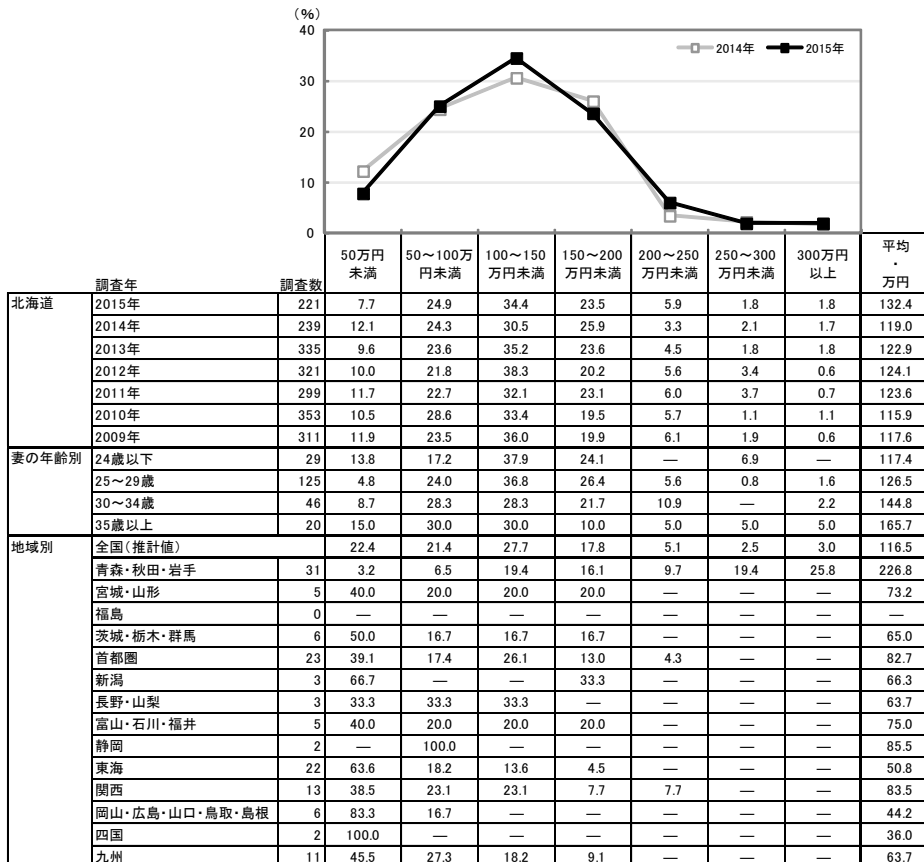 (%)
40
30
20
10
0
2014年 2015年
調査年 調査数 50万円未満 50～100万円未満 100～150万円未満 150～200万円未満 200～250万円未満 250～300万円未満 300万円以上 平均・万円
北海道 2015年 221 7.7 24.9 34.4 23.5 5.9 1.8 1.8 132.4
2014年 239 12.1 24.3 30.5 25.9 3.3 2.1 1.7 119.0
2013年 335 9.6 23.6 35.2 23.6 4.5 1.8 1.8 122.9
2012年 321 10.0 21.8 38.3 20.2 5.6 3.4 0.6 124.1
2011年 299 11.7 22.7 32.1 23.1 6.0 3.7 0.7 123.6
2010年 353 10.5 28.6 33.4 19.5 5.7 1.1 1.1 115.9
2009年 311 11.9 23.5 36.0 19.9 6.1 1.9 0.6 117.6
妻の年齢別 24歳以下 29 13.8 17.2 37.9 24.1 — 6.9 — 117.4
25～29歳 125 4.8 24.0 36.8 26.4 5.6 0.8 1.6 126.5
30～34歳 46 8.7 28.3 28.3 21.7 10.9 — 2.2 144.8
35歳以上 20 15.0 30.0 30.0 10.0 5.0 5.0 5.0 165.7
地域別 全国(推計値) 22.4 21.4 27.7 17.8 5.1 2.5 3.0 116.5
青森・秋田・岩手 31 3.2 6.5 19.4 16.1 9.7 19.4 25.8 226.8
宮城・山形 5 40.0 20.0 20.0 20.0 — — — 73.2
福島 0 — — — — — — — —
茨城・栃木・群馬 6 50.0 16.7 16.7 16.7 — — — 65.0
首都圏 23 39.1 17.4 26.1 13.0 4.3 — — 82.7
新潟 3 66.7 — — 33.3 — — — 66.3
長野・山梨 3 33.3 33.3 33.3 — — — — 63.7
富山・石川・福井 5 40.0 20.0 20.0 20.0 — — — 75.0
静岡 2 — 100.0 — — — — — 85.5
東海 22 63.6 18.2 13.6 4.5 — — — 50.8
関西 13 38.5 23.1 23.1 7.7 7.7 — — 83.5
岡山・広島・山口・鳥取・島根 6 83.3 16.7 — — — — — 44.2
四国 2 100.0 — — — — — — 36.0
九州 11 45.5 27.3 18.2 9.1 — — — 63.7